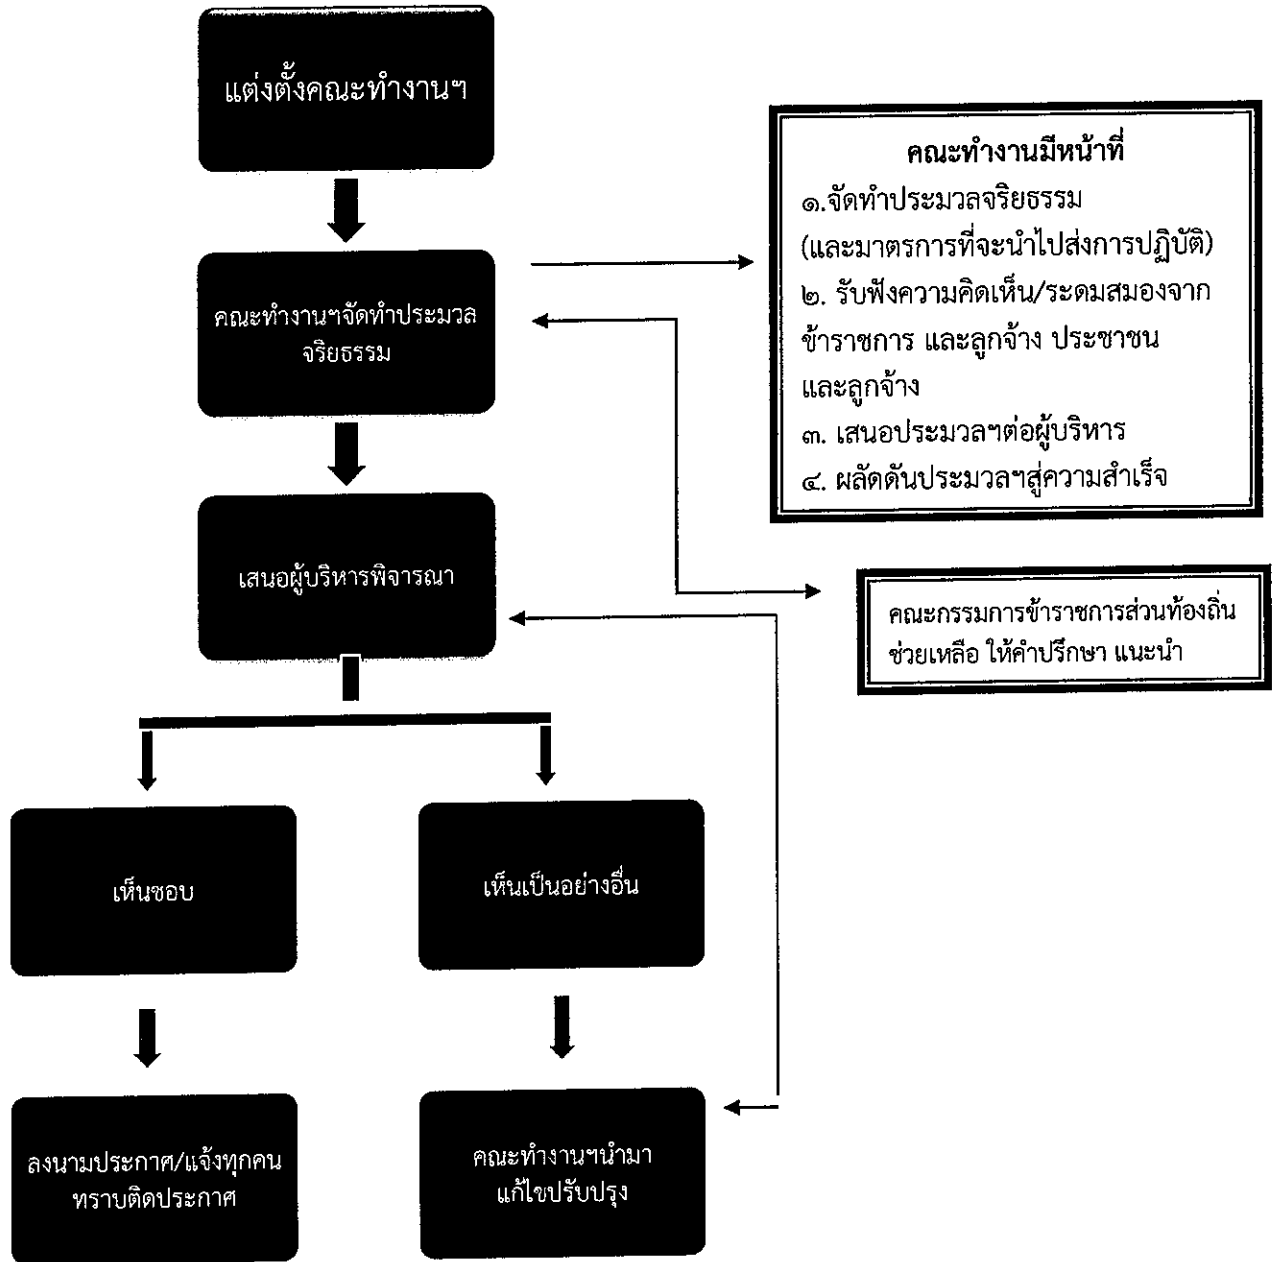 แต่งตั้งคณะทำงานฯ
คณะทำงานฯจัดทำประมวล
จริยธรรม
คณะทำงานมีหน้าที่
๑.จัดทำประมวลจริยธรรม
(และมาตรการที่จะนำไปส่งการปฏิบัติ)
๒. รับฟังความคิดเห็น/ระดมสมองจาก
ข้าราชการ และลูกจ้าง ประชาชน
และลูกจ้าง
๓. เสนอประมวลฯต่อผู้บริหาร
๔. ผลัดดันประมวลฯสู่ความสำเร็จ
เสนอผู้บริหารพิจารณา
คณะกรรมการข้าราชการส่วนท้องถิ่น
ช่วยเหลือ ให้คำปรึกษา แนะนำ
เห็นชอบ
เห็นเป็นอย่างอื่น
ลงนามประกาศ/แจ้งทุกคน
ทราบติดประกาศ
คณะทำงานฯนำมา
แก้ไขปรับปรุง